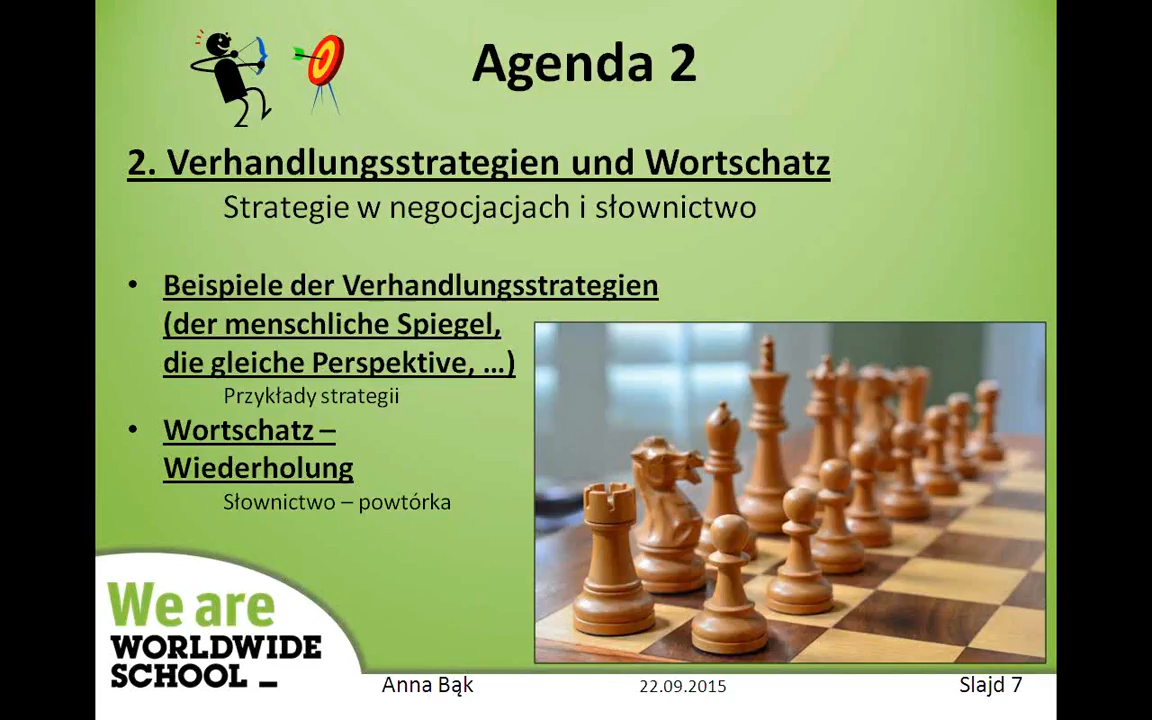 Agenda 2
2. Verhandlungsstrategien und Wortschatz
Strategie w negocjacjach i słownictwo
• Beispiele der Verhandlungsstrategien
(der menschliche Spiegel,
die gleiche Perspektive, …)
Przykłady strategii
• Wortschatz –
Wiederholung
Słownictwo – powtórka
We are
WORLDWIDE
SCHOOL _
Anna Bąk
22.09.2015
Slajd 7